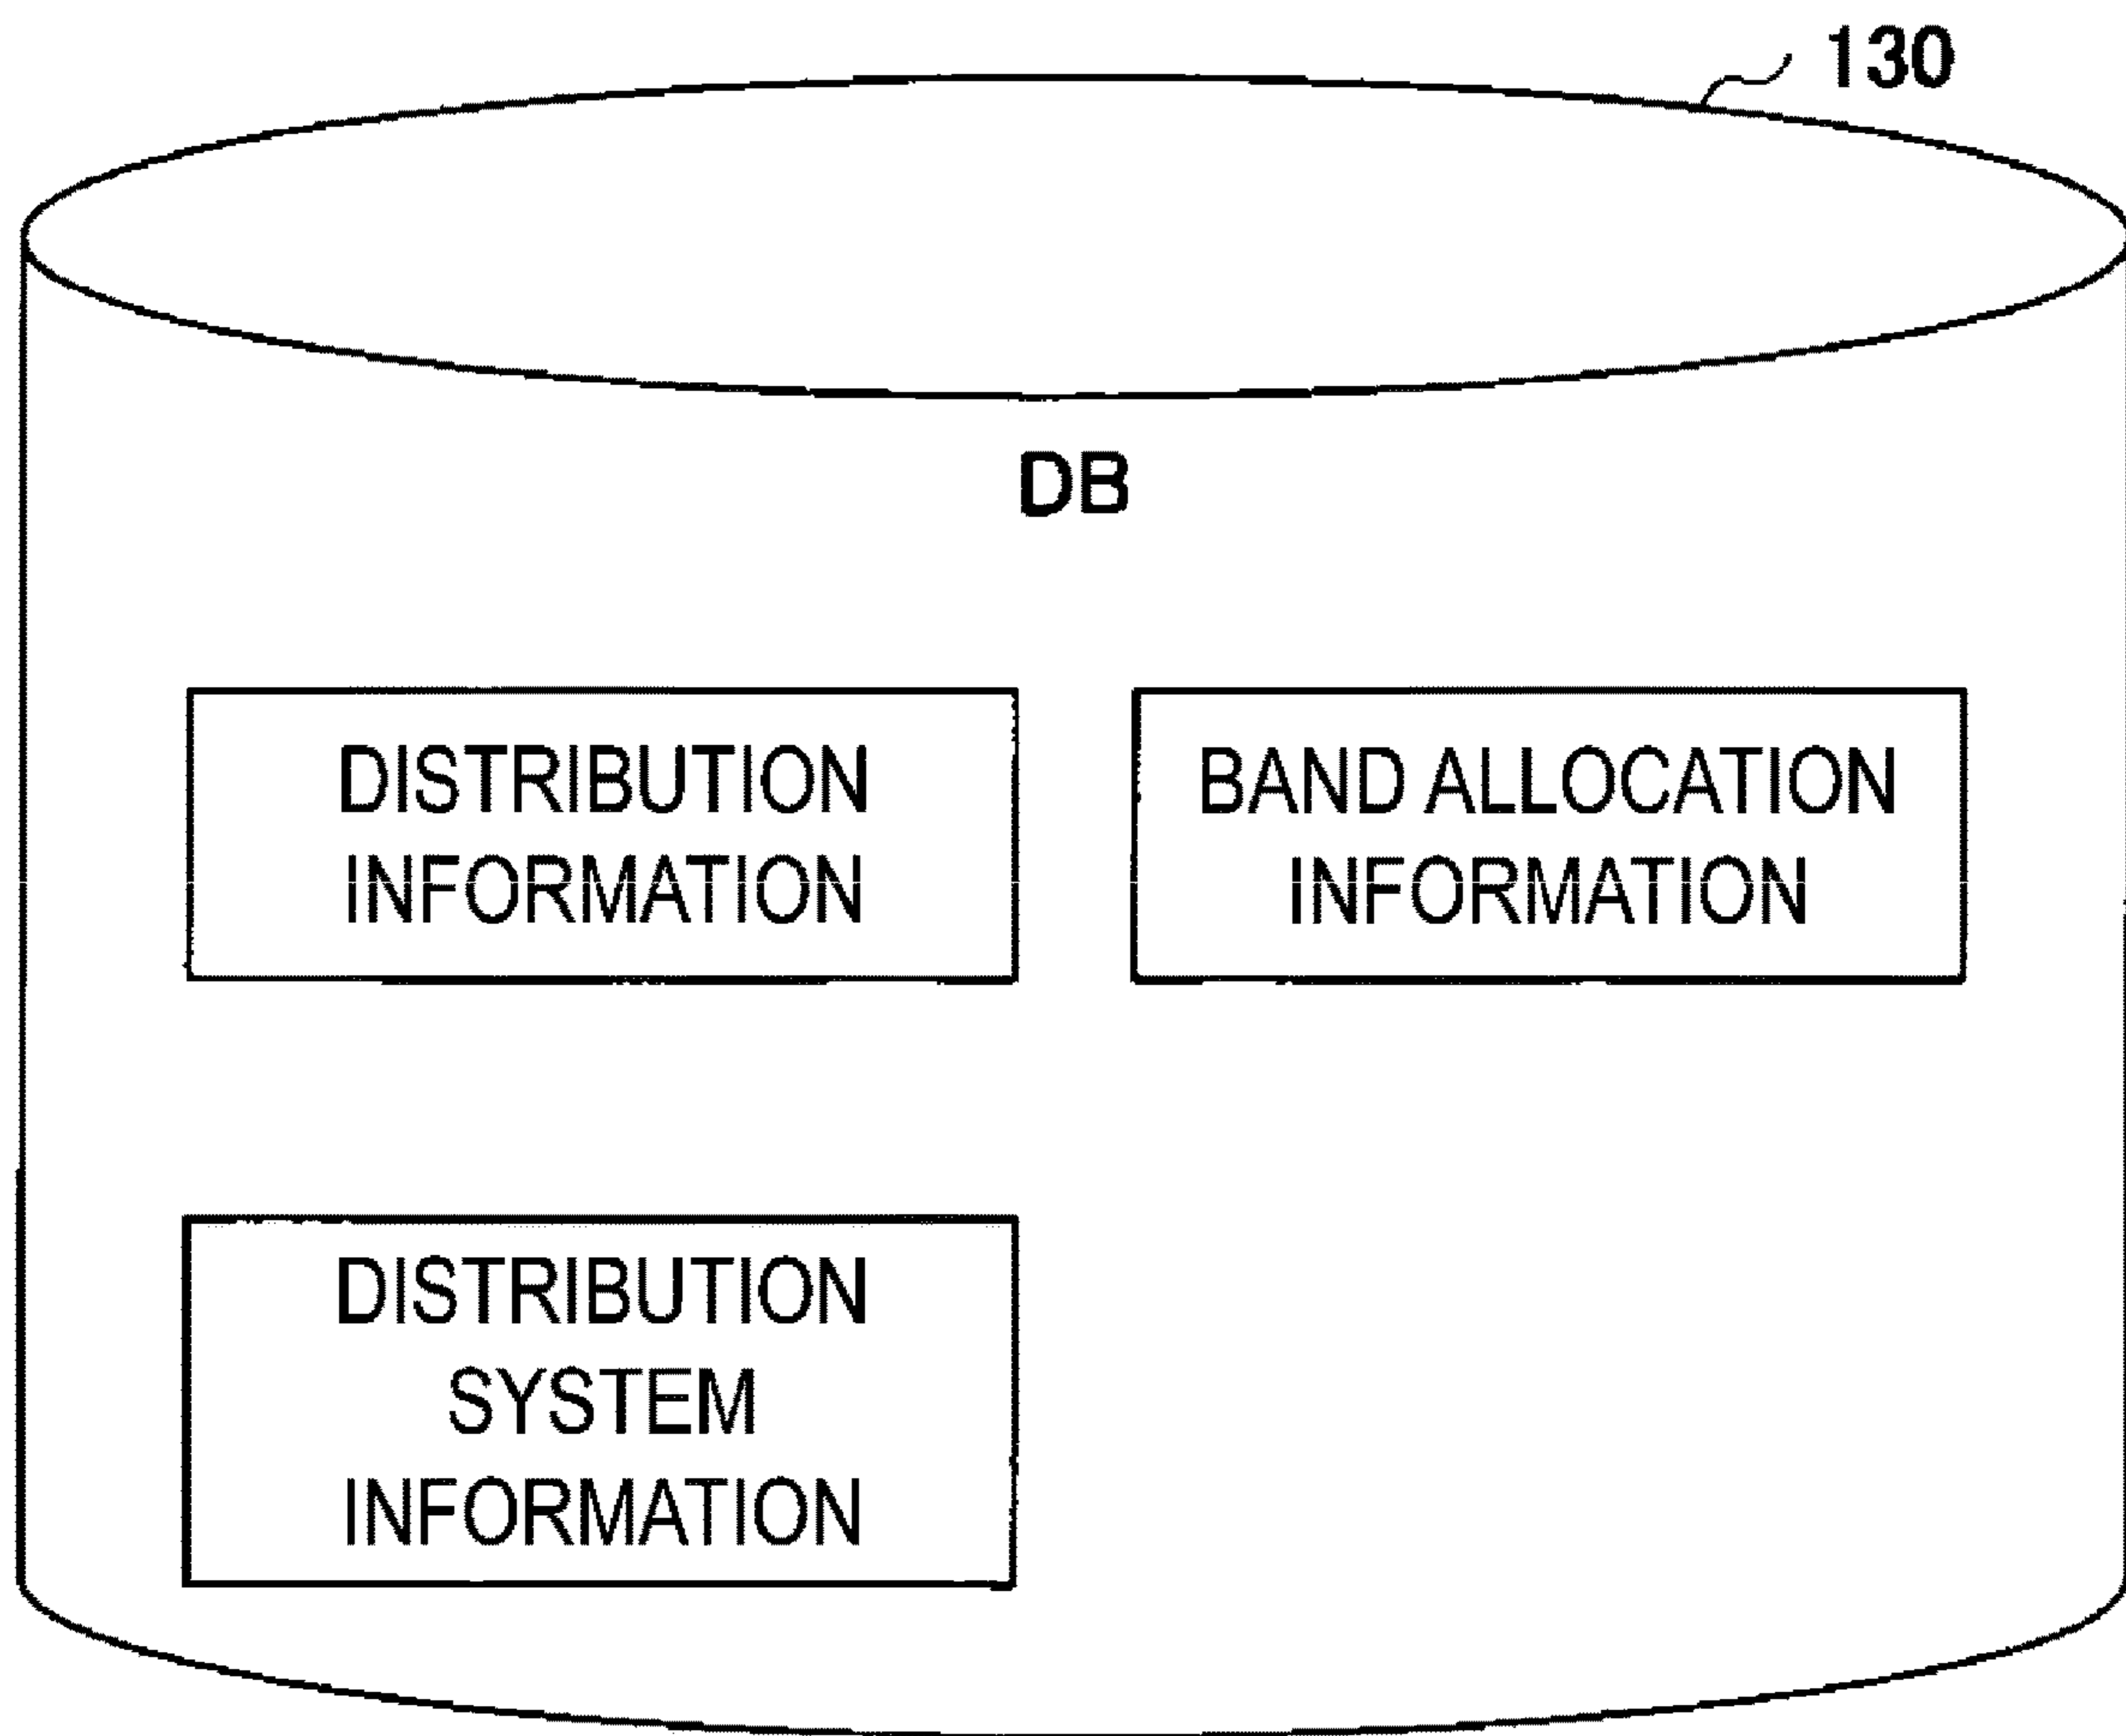 130
DB
DISTRIBUTION
INFORMATION
BAND ALLOCATION
INFORMATION
DISTRIBUTION
SYSTEM
INFORMATION